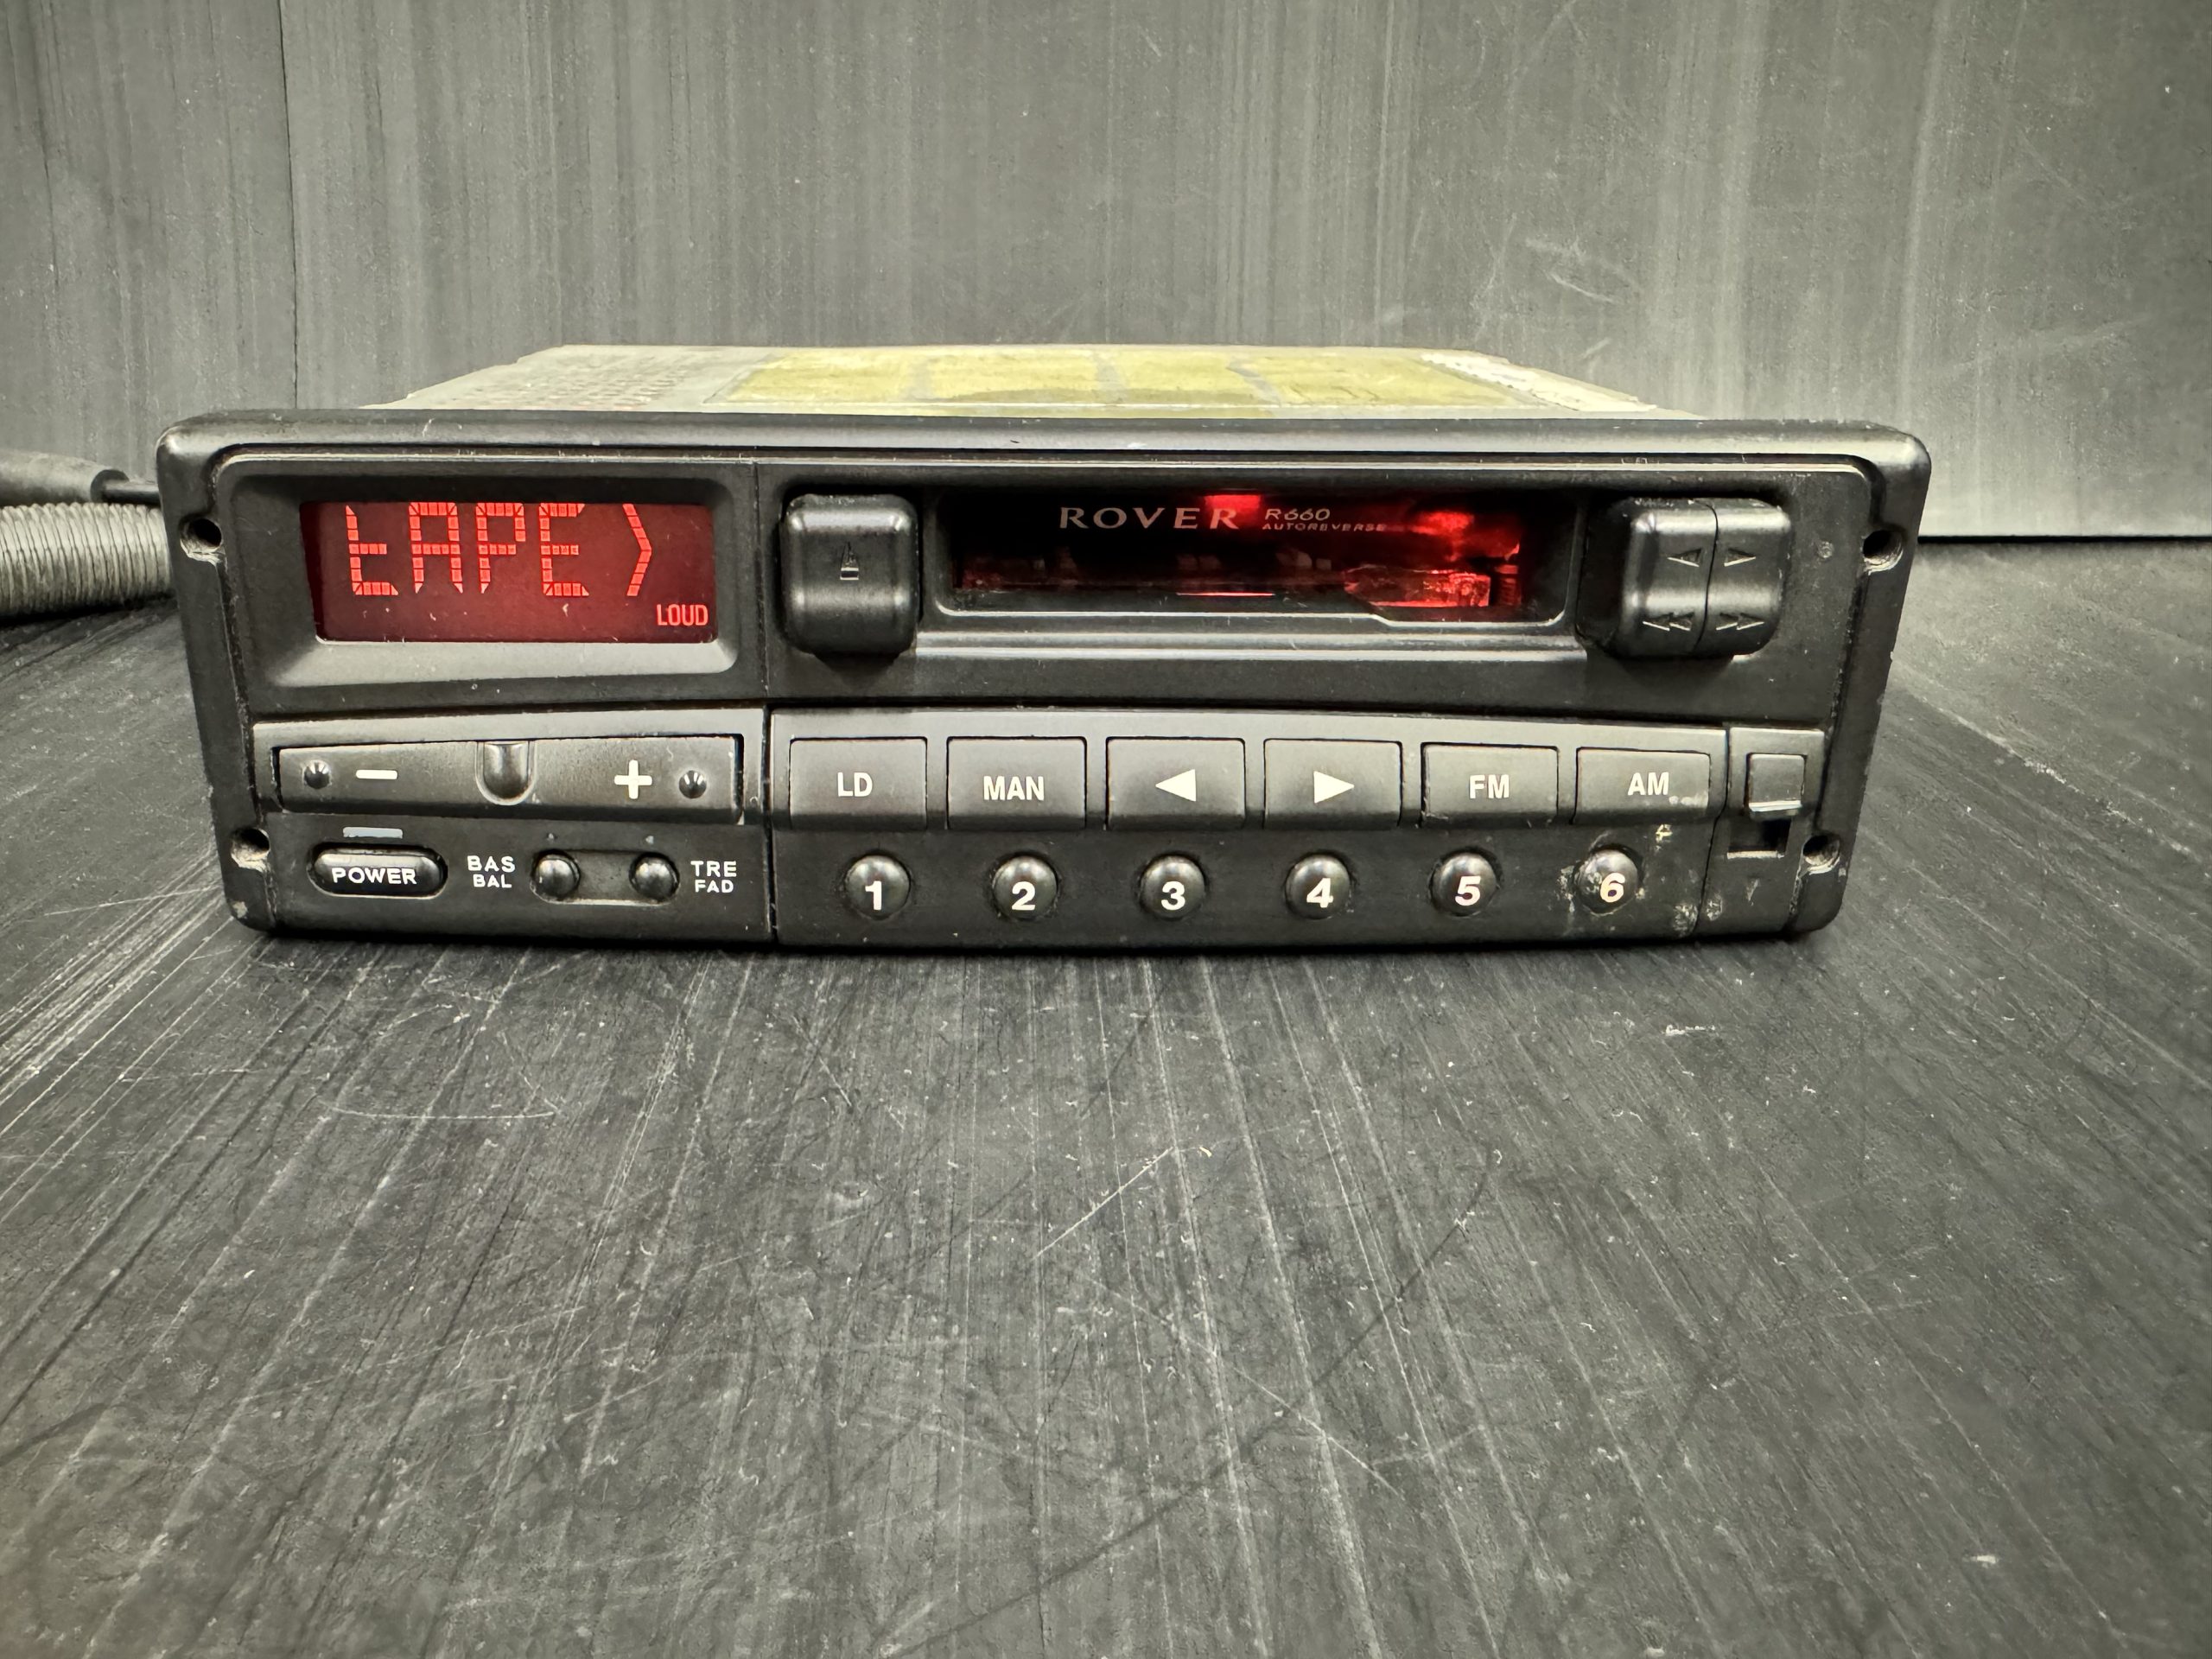 tAPE >
LOUD
ROVER R660
AUTOREVERSE
− +
LD MAN ◀ ▶ FM AM
POWER BAS BAL TRE FAD
1 2 3 4 5 6